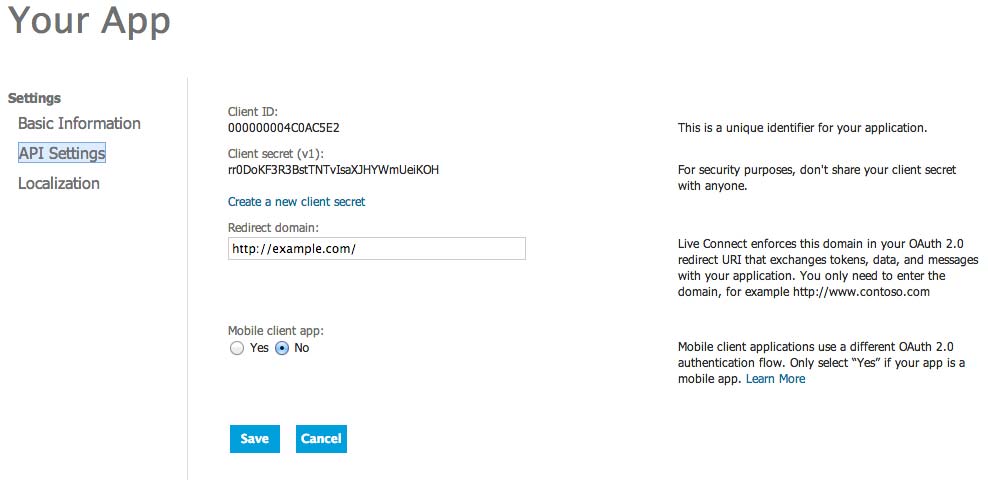 Your App
Settings
Basic Information
API Settings
Localization
Client ID:
000000004C0AC5E2
This is a unique identifier for your application.
Client secret (v1):
rr0DoKF3R3BstTNTvIsaXJHYWmUeiKOH
For security purposes, don't share your client secret
with anyone.
Create a new client secret
Redirect domain:
http://example.com/
Live Connect enforces this domain in your OAuth 2.0
redirect URI that exchanges tokens, data, and messages
with your application. You only need to enter the
domain, for example http://www.contoso.com
Mobile client app:
Yes No
Mobile client applications use a different OAuth 2.0
authentication flow. Only select “Yes” if your app is a
mobile app. Learn More
Save Cancel